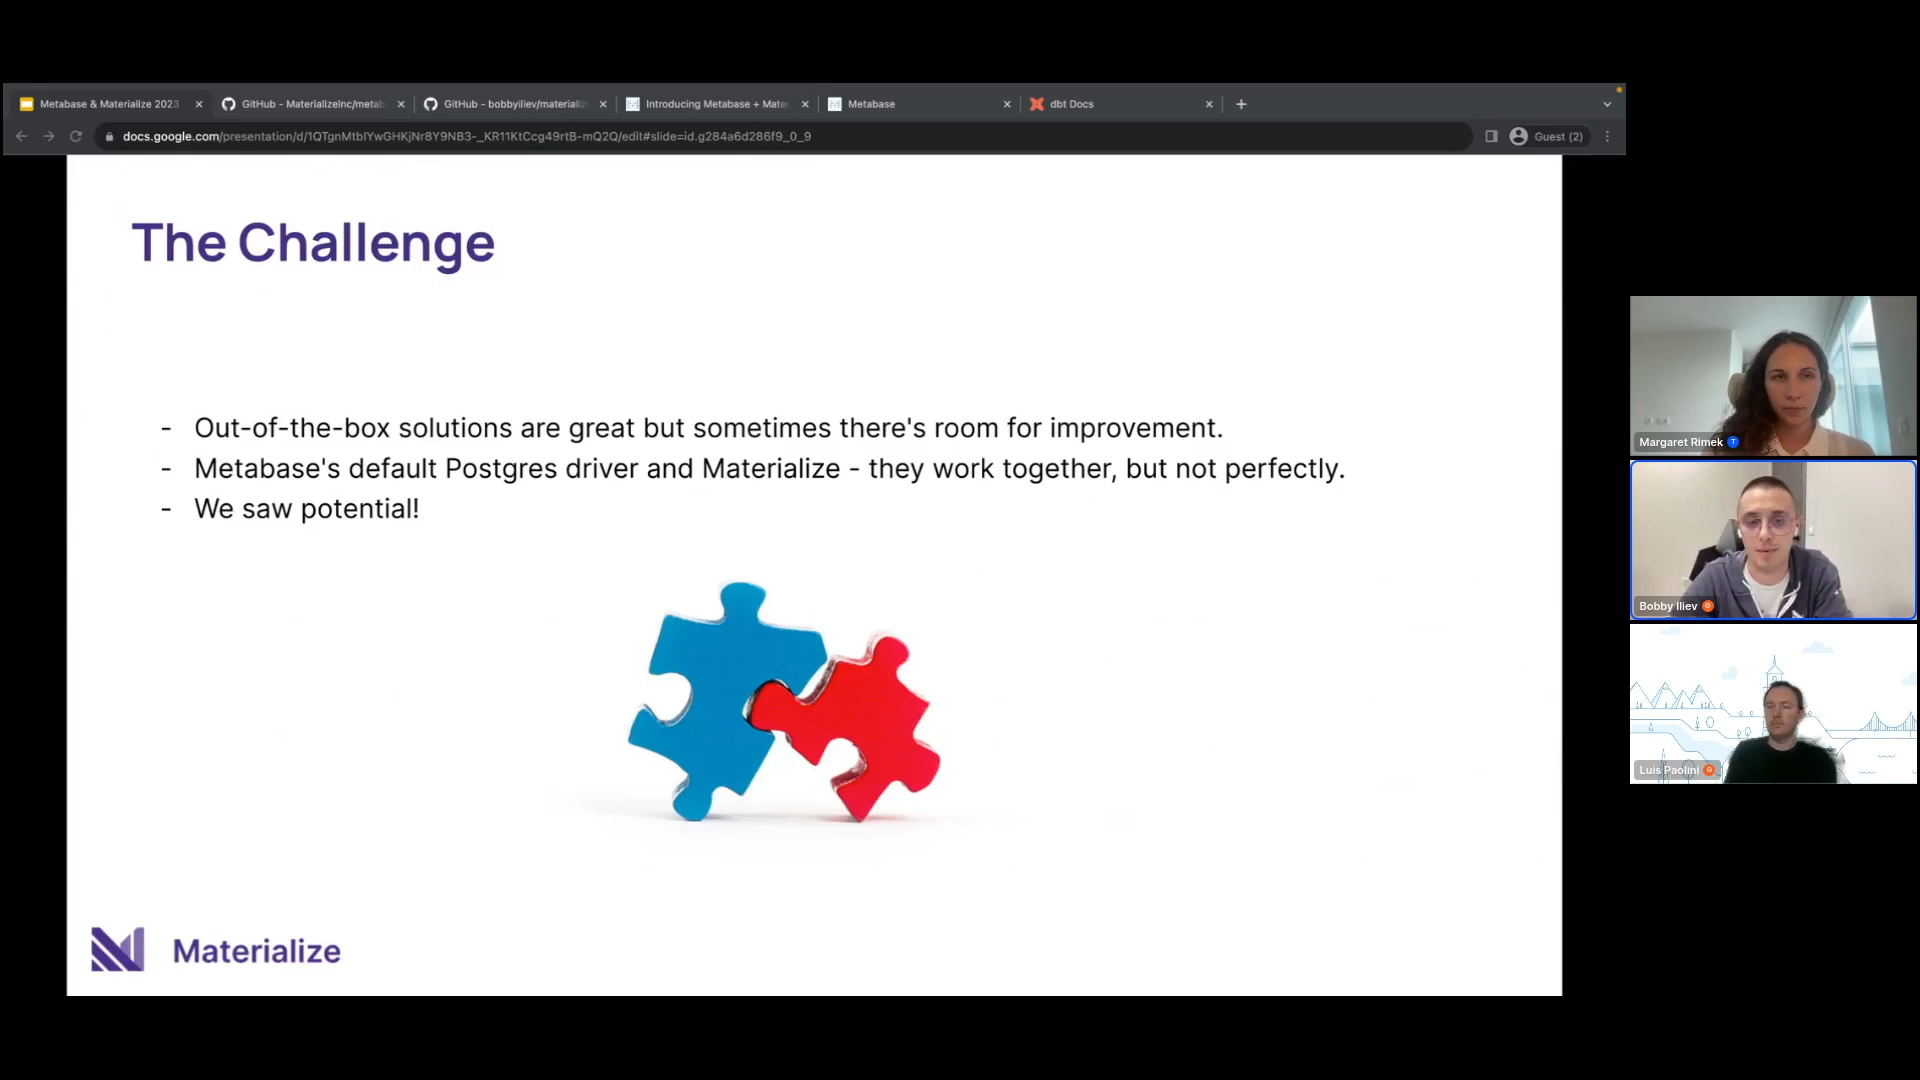 Metabase & Materialize 2023
GitHub - MaterializeInc/metab
GitHub - bobbyiliev/materializ
Introducing Metabase + Mater
Metabase
dbt Docs
docs.google.com/presentation/d/1QTgnMtblYwGHKjNr8Y9NB3-_KR11KtCcg49rtB-mQ2Q/edit#slide=id.g284a6d286f9_0_9
Guest (2)
The Challenge
- Out-of-the-box solutions are great but sometimes there's room for improvement.
- Metabase's default Postgres driver and Materialize - they work together, but not perfectly.
- We saw potential!
Materialize
Margaret Rimek
Bobby Iliev
Luis Paolini